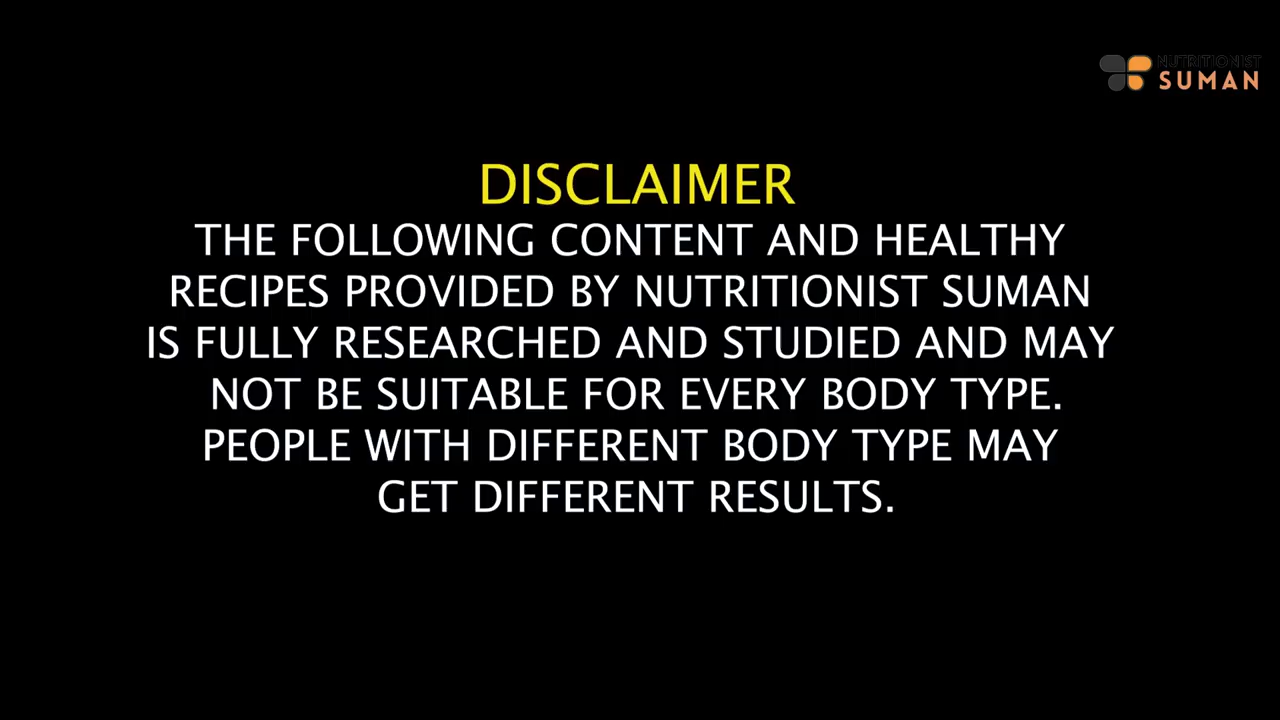 NUTRITIONIST
SUMAN
DISCLAIMER
THE FOLLOWING CONTENT AND HEALTHY
RECIPES PROVIDED BY NUTRITIONIST SUMAN
IS FULLY RESEARCHED AND STUDIED AND MAY
NOT BE SUITABLE FOR EVERY BODY TYPE.
PEOPLE WITH DIFFERENT BODY TYPE MAY
GET DIFFERENT RESULTS.